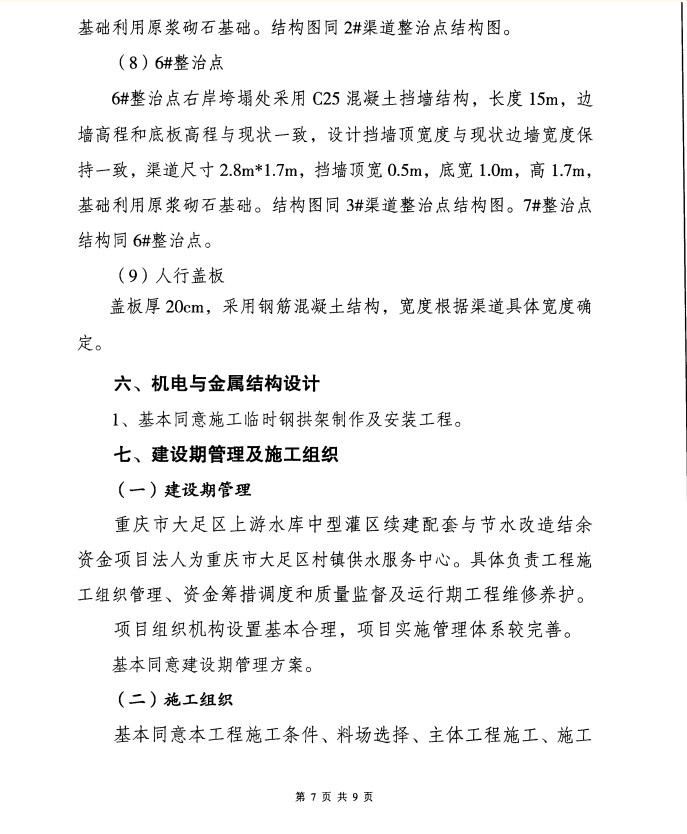 基础利用原浆砌石基础。结构图同 2#渠道整治点结构图。
（8）6#整治点
6#整治点右岸垮塌处采用 C25 混凝土挡墙结构，长度 15m，边
墙高程和底板高程与现状一致，设计挡墙顶宽度与现状边墙宽度保
持一致，渠道尺寸 2.8m*1.7m，挡墙顶宽 0.5m，底宽 1.0m，高 1.7m，
基础利用原浆砌石基础。结构图同 3#渠道整治点结构图。7#整治点
结构同 6#整治点。
（9）人行盖板
盖板厚 20cm，采用钢筋混凝土结构，宽度根据渠道具体宽度确
定。
六、机电与金属结构设计
1、基本同意施工临时钢拱架制作及安装工程。
七、建设期管理及施工组织
（一）建设期管理
重庆市大足区上游水库中型灌区续建配套与节水改造结余
资金项目法人为重庆市大足区村镇供水服务中心。具体负责工程施
工组织管理、资金筹措调度和质量监督及运行期工程维修养护。
项目组织机构设置基本合理，项目实施管理体系较完善。
基本同意建设期管理方案。
（二）施工组织
基本同意本工程施工条件、料场选择、主体工程施工、施工
第 7 页 共 9 页